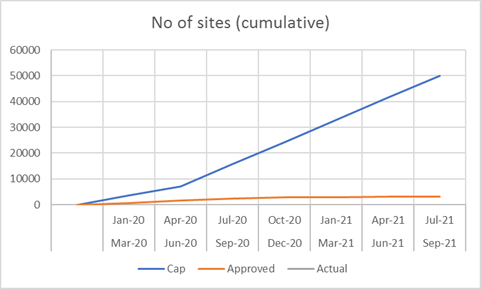 No of sites (cumulative)
60000
50000
40000
30000
20000
10000
0
Jan-20 Apr-20 Jul-20 Oct-20 Jan-21 Apr-21 Jul-21
Mar-20 Jun-20 Sep-20 Dec-20 Mar-21 Jun-21 Sep-21
Cap Approved Actual